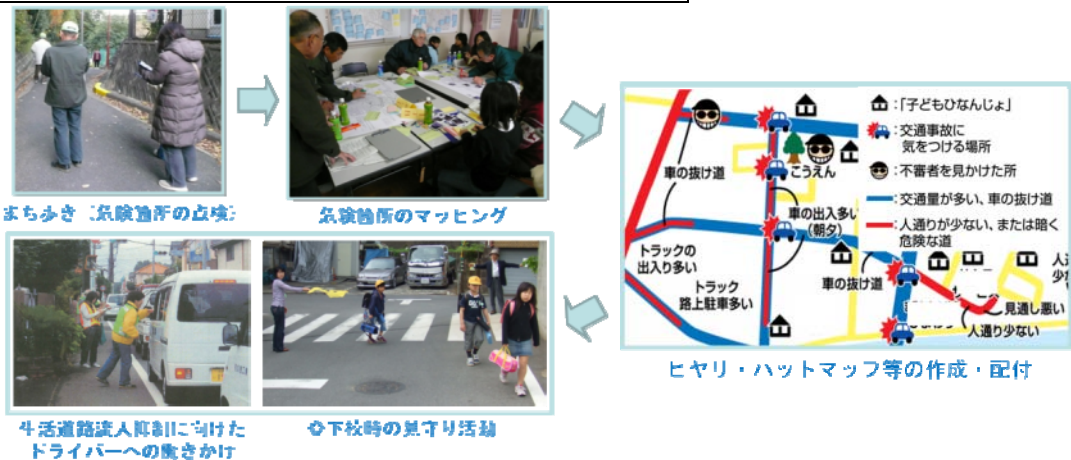 まち歩き（危険箇所の点検）
危険箇所のマッピング
:「子どもひなんじょ」
:交通事故に
気をつける場所
:不審者を見かけた所
:交通量が多い、車の抜け道
:人通りが少ない、または暗く
危険な道
車の抜け道
こうえん
車の出入多い
（朝夕）
トラックの
出入り多い
トラック
路上駐車多い
車の抜け道
見通し悪い
人通り少ない
ヒヤリ・ハットマップ等の作成・配付
生活道路流入抑制に向けた
ドライバーへの働きかけ
登下校時の見守り活動